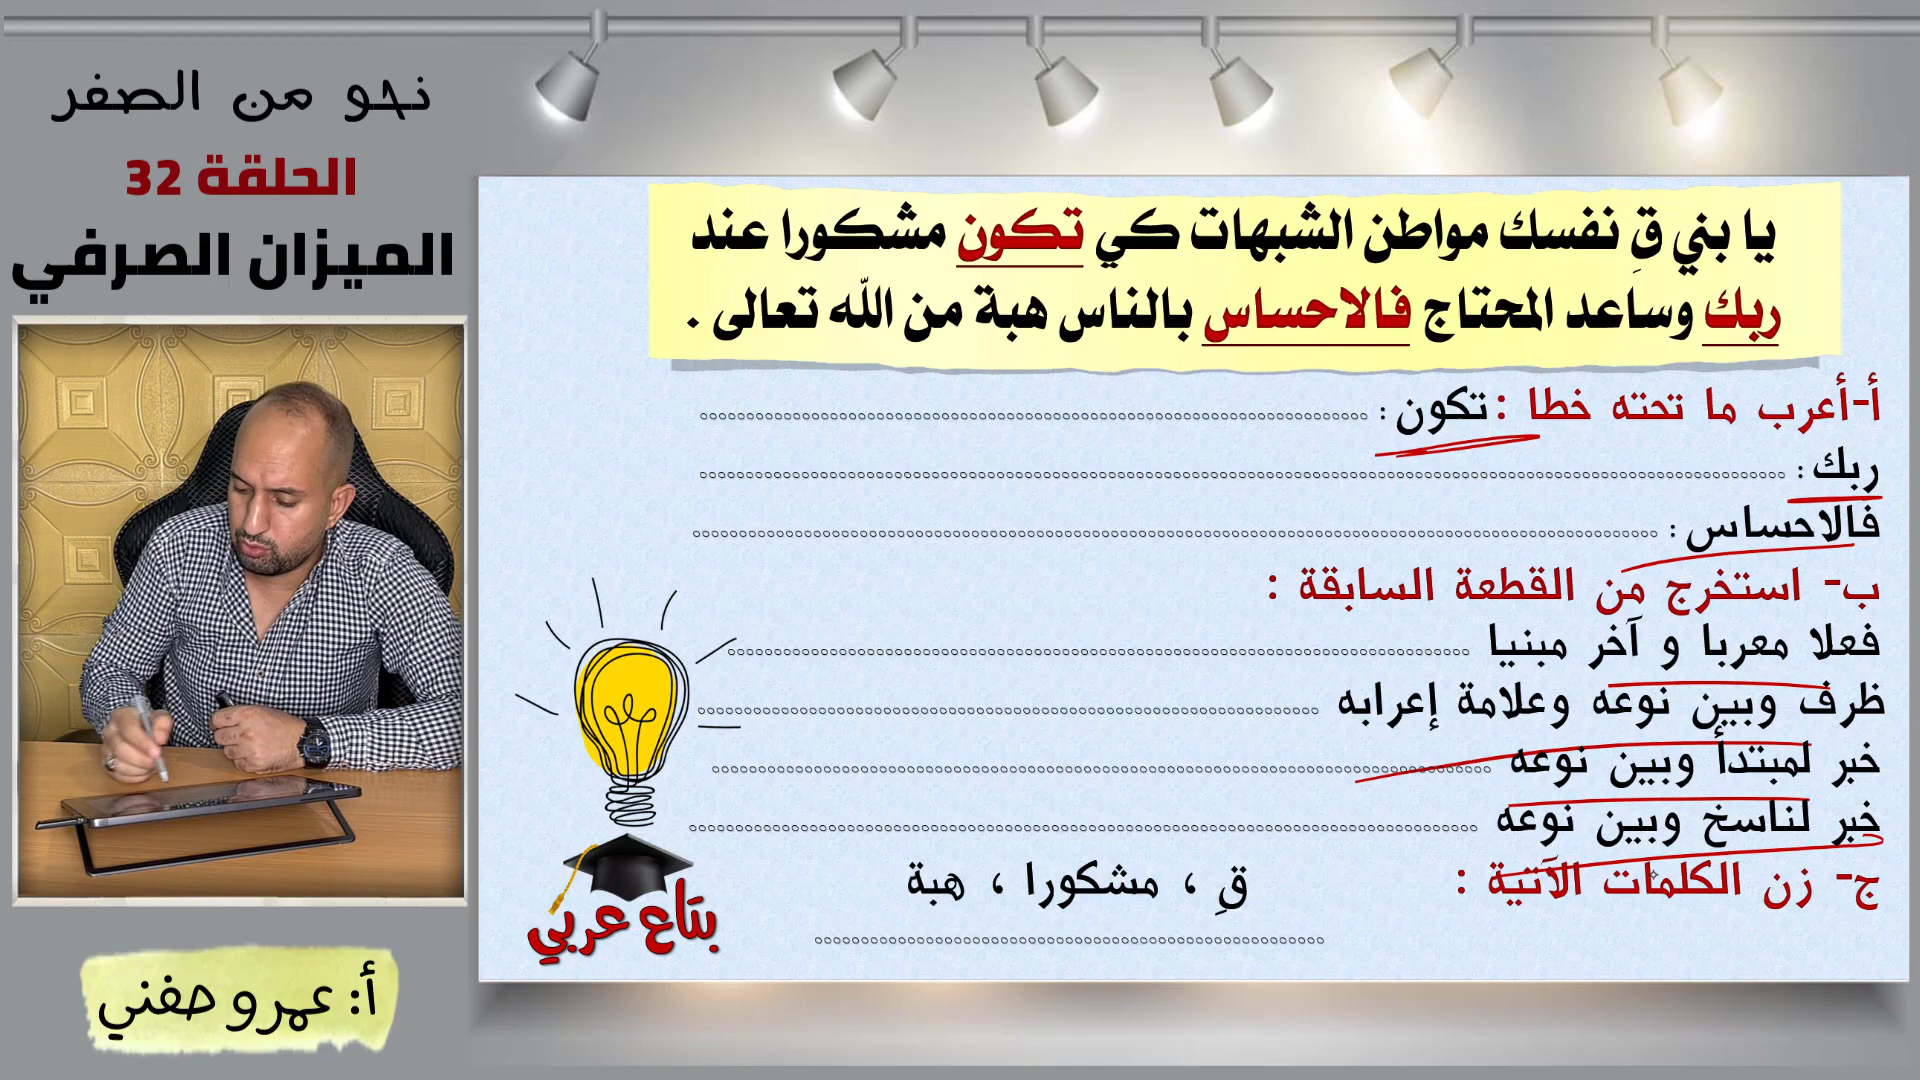 نحو من الصفر
الحلقة 32
الميزان الصرفي
يا بني قِ نفسك مواطن الشبهات كي تكون مشكورا عند
ربك وساعد المحتاج فالاحساس بالناس هبة من الله تعالى .
أ-أعرب ما تحته خطا : تكون :
ربك :
فالاحساس :
ب- استخرج من القطعة السابقة :
فعلا معربا و آخر مبنيا
ظرف وبين نوعه وعلامة إعرابه
خبر لمبتدأ وبين نوعه
خبر لناسخ وبين نوعه
ج- زن الكلمات الآتية : قِ ، مشكورا ، هبة
بتاع عربي
أ: عمرو حفني